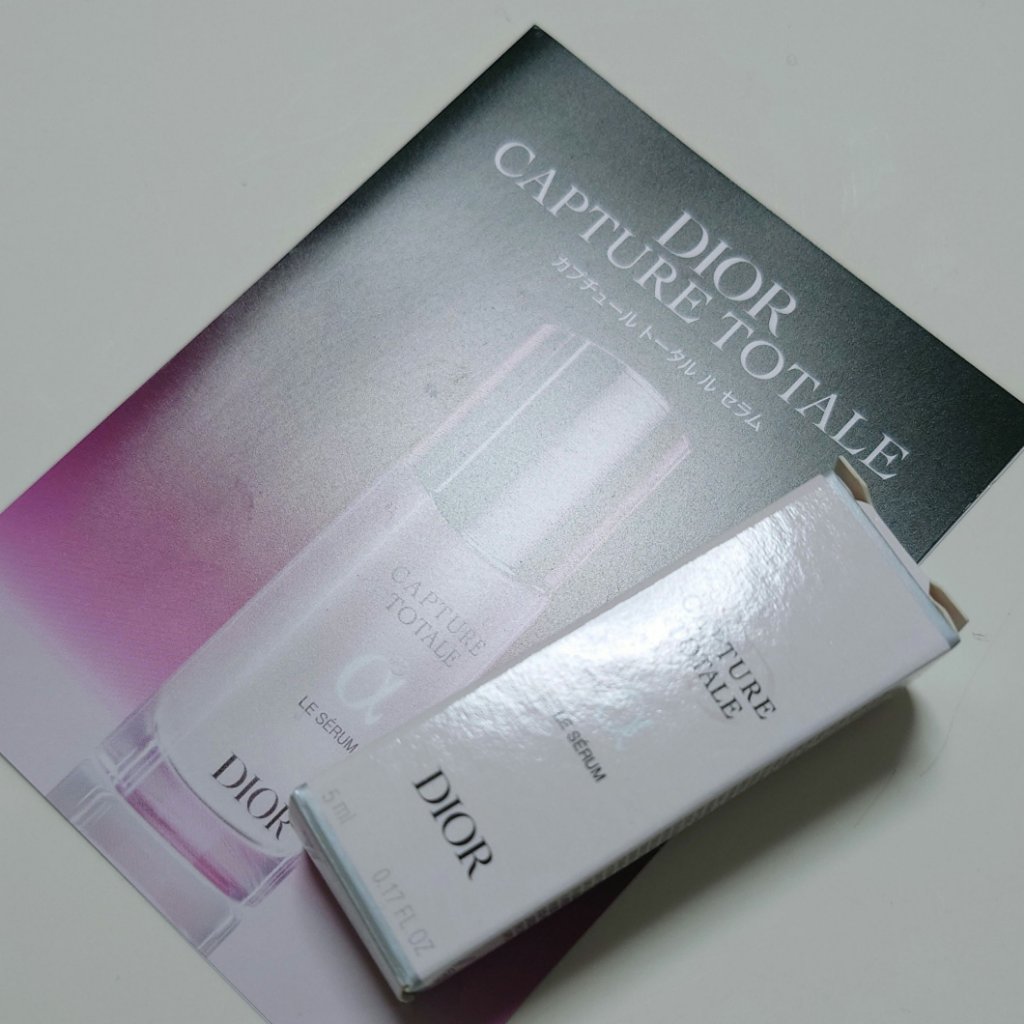 DIOR
CAPTURE TOTALE
カプチュール トータル ル セラム
CAPTURE
TOTALE
α
LE SÉRUM
DIOR
CAPTURE
TOTALE
α
LE SÉRUM
DIOR
5 ml
0.17 FL OZ